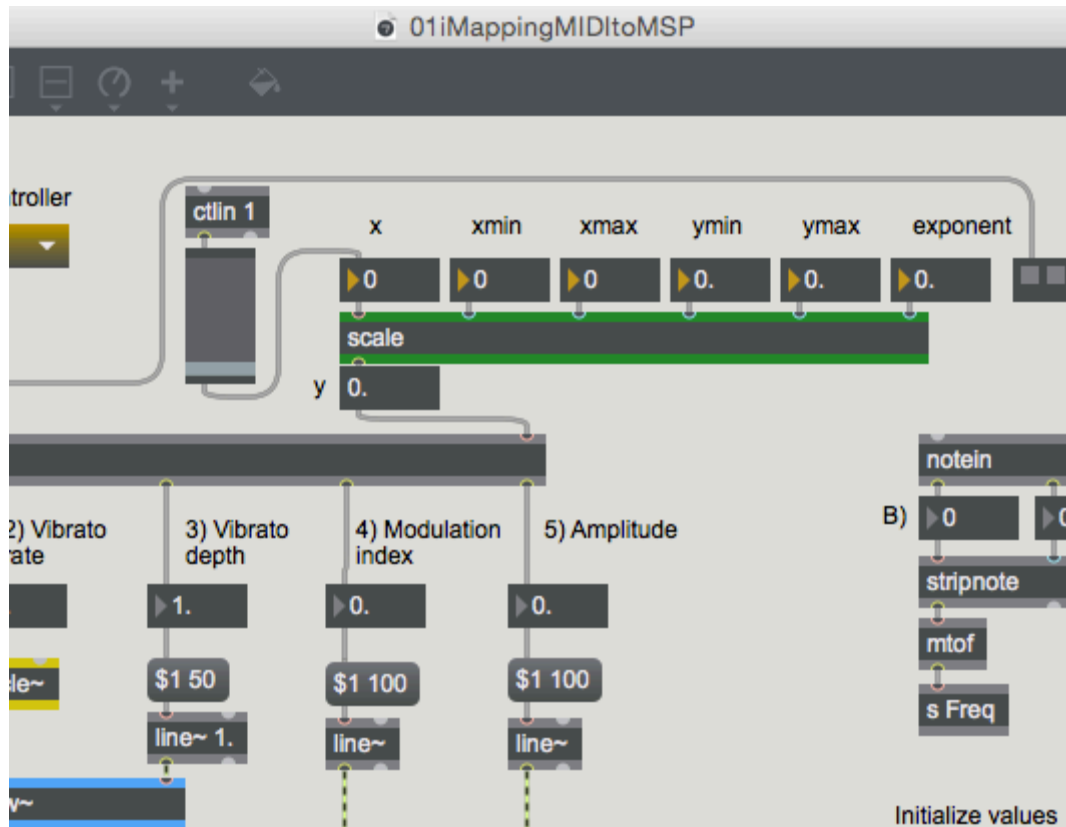 01iMappingMIDItoMSP
troller
ctlin 1
x xmin xmax ymin ymax exponent
0 0 0 0. 0. 0.
scale
y 0.
notein
2) Vibrato
rate
3) Vibrato
depth
4) Modulation
index
5) Amplitude
B) 0
1. 0. 0.
stripnote
mtof
cle~ $1 50 $1 100 $1 100
s Freq
line~ 1. line~ line~
Initialize values